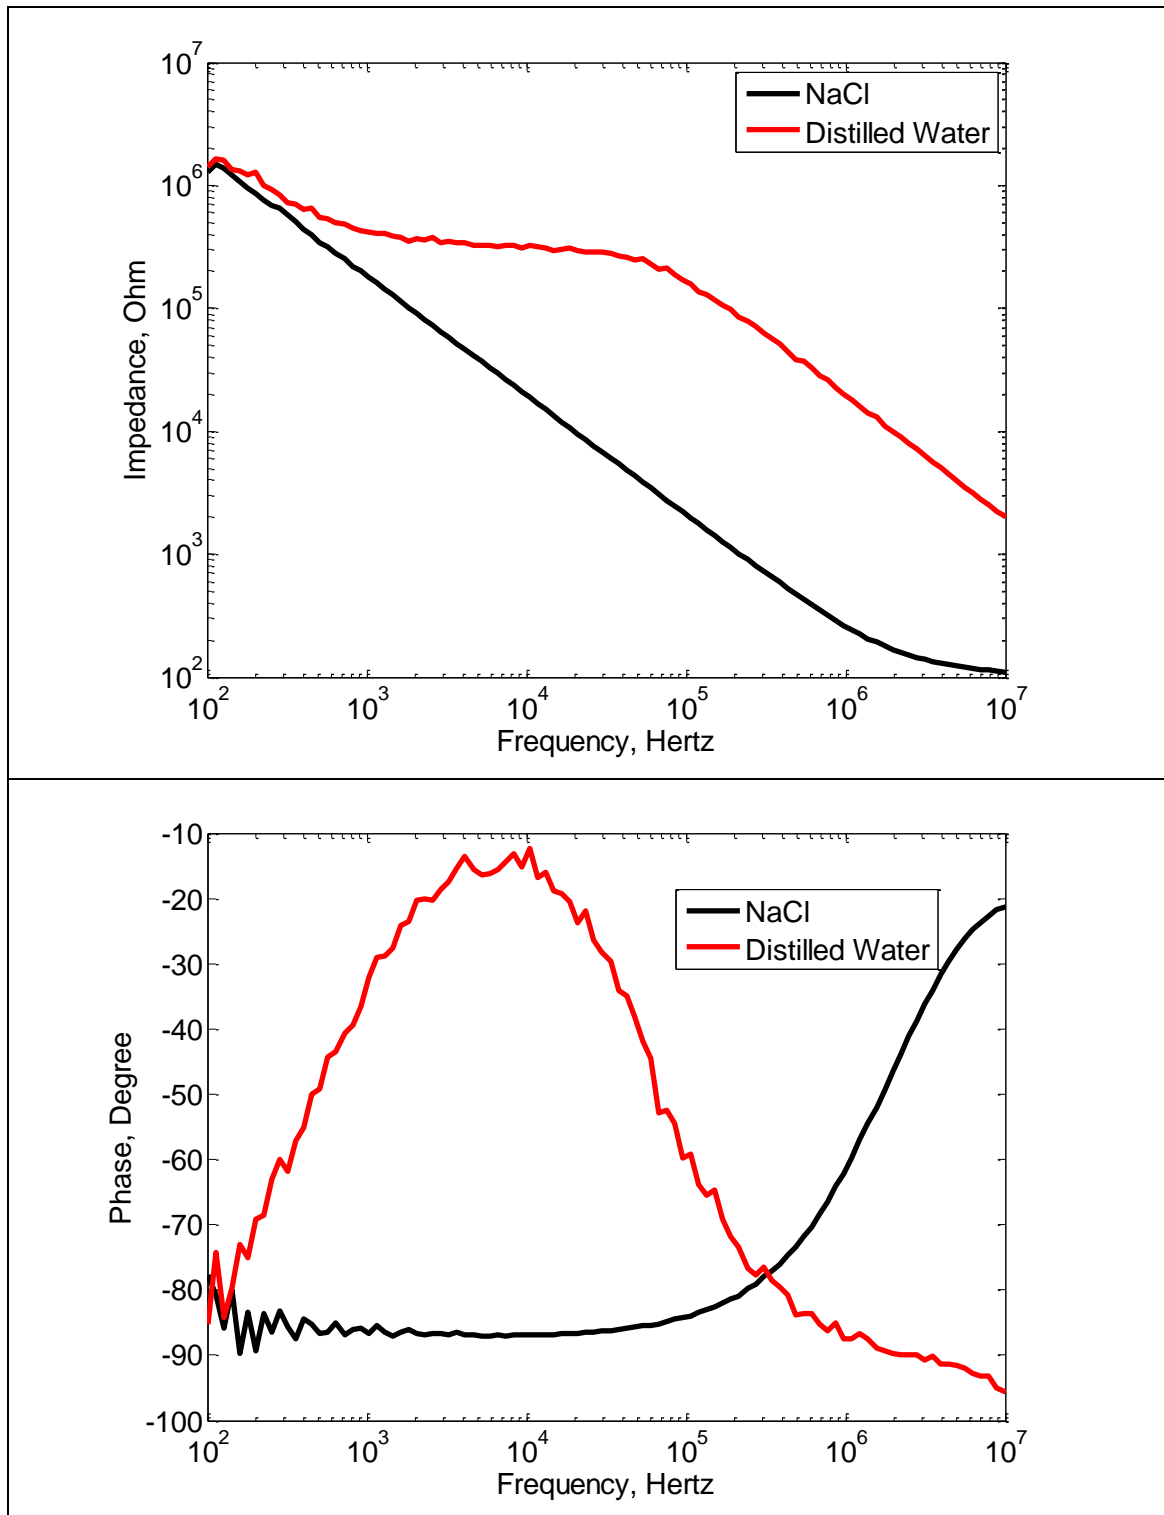 10^7
10^6
10^5
10^4
10^3
10^2
Impedance, Ohm
NaCl
Distilled Water
10^2 10^3 10^4 10^5 10^6 10^7
Frequency, Hertz
-10
-20
-30
-40
-50
-60
-70
-80
-90
-100
Phase, Degree
NaCl
Distilled Water
10^2 10^3 10^4 10^5 10^6 10^7
Frequency, Hertz